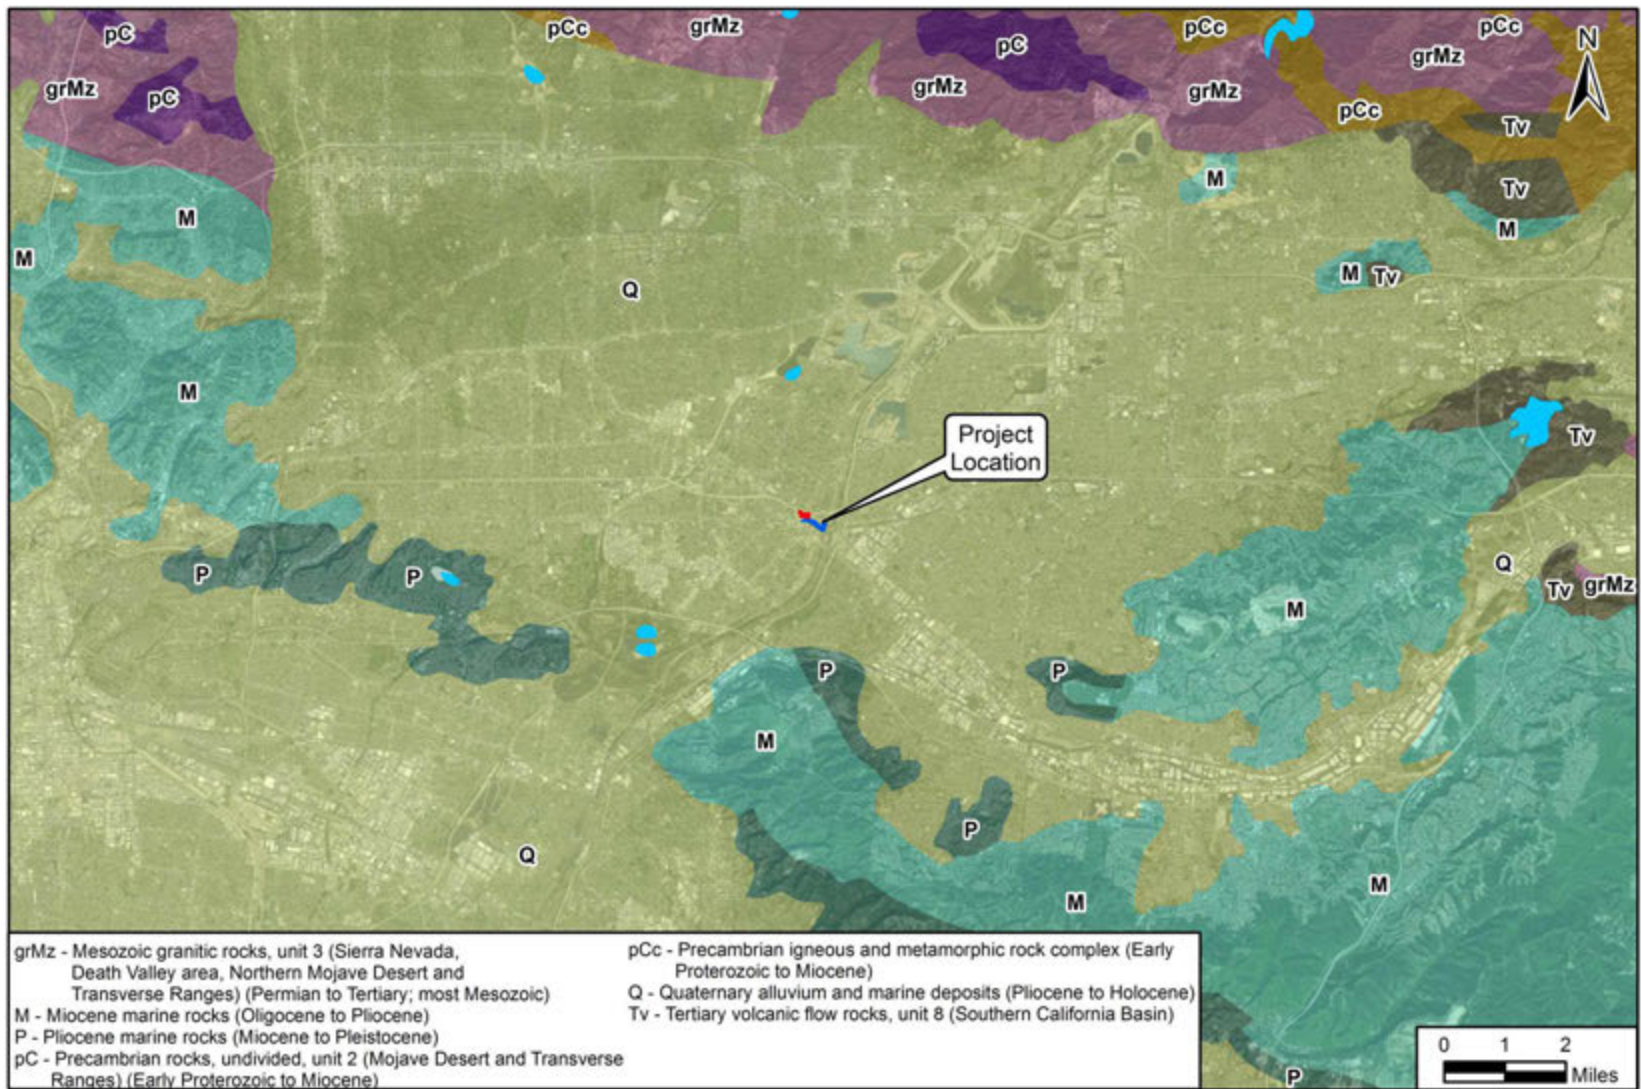 pC
pCc
grMz
pC
pCc
pCc
grMz
N
grMz
pC
grMz
grMz
pCc
Tv
M
Tv
M
M
M
M
Tv
Q
M
Project
Location
Tv
P
P
Q
Tv
grMz
M
P
P
M
P
Q
M
M
P
grMz - Mesozoic granitic rocks, unit 3 (Sierra Nevada,
Death Valley area, Northern Mojave Desert and
Transverse Ranges) (Permian to Tertiary; most Mesozoic)
M - Miocene marine rocks (Oligocene to Pliocene)
P - Pliocene marine rocks (Miocene to Pleistocene)
pC - Precambrian rocks, undivided, unit 2 (Mojave Desert and Transverse
Ranges) (Early Proterozoic to Miocene)
pCc - Precambrian igneous and metamorphic rock complex (Early
Proterozoic to Miocene)
Q - Quaternary alluvium and marine deposits (Pliocene to Holocene)
Tv - Tertiary volcanic flow rocks, unit 8 (Southern California Basin)
0 1 2
Miles